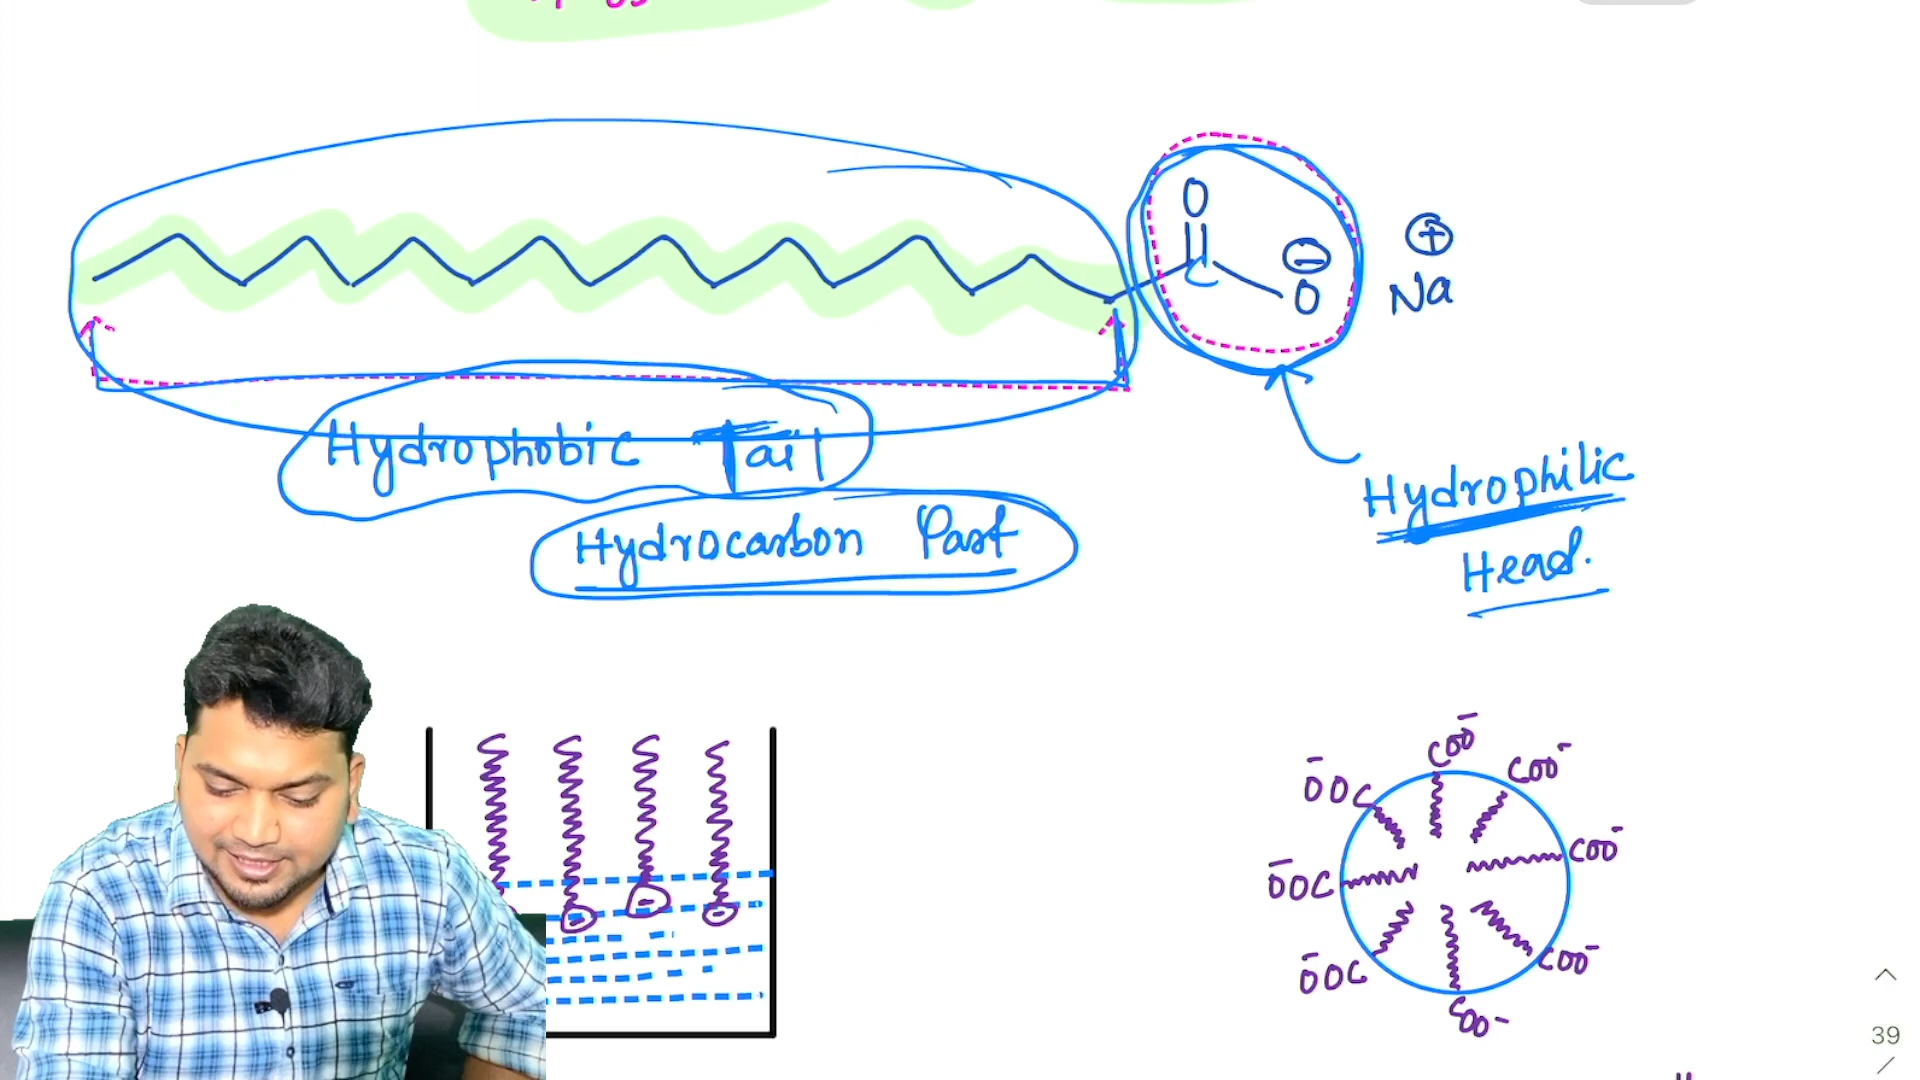 O
C
O
Na
Hydrophobic Tail
Hydrocarbon Part
Hydrophilic
Head.
COO-
COO-
-OOC
COO-
-OOC
COO-
-OOC
COO-
39